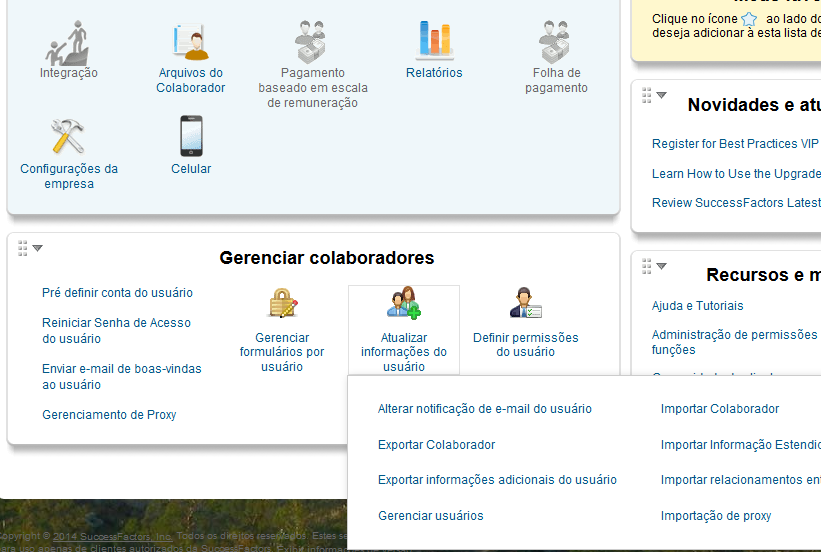 Clique no ícone ao lado do
deseja adicionar à esta lista de
Integração
Arquivos do
Colaborador
Pagamento
baseado em escala
de remuneração
Relatórios
Folha de
pagamento
Configurações da
empresa
Celular
Novidades e atu
Register for Best Practices VIP
Learn How to Use the Upgrade
Review SuccessFactors Latest
Gerenciar colaboradores
Pré definir conta do usuário
Reiniciar Senha de Acesso
do usuário
Enviar e-mail de boas-vindas
ao usuário
Gerenciamento de Proxy
Gerenciar
formulários por
usuário
Atualizar
informações do
usuário
Definir permissões
do usuário
Recursos e m
Ajuda e Tutoriais
Administração de permissões
funções
Alterar notificação de e-mail do usuário
Exportar Colaborador
Exportar informações adicionais do usuário
Gerenciar usuários
Importar Colaborador
Importar Informação Estendid
Importar relacionamentos ent
Importação de proxy
opyright © 2014 SuccessFactors, Inc. Todos os direitos reservados. Estes se
ara uso apenas de clientes autorizados da SuccessFactors.